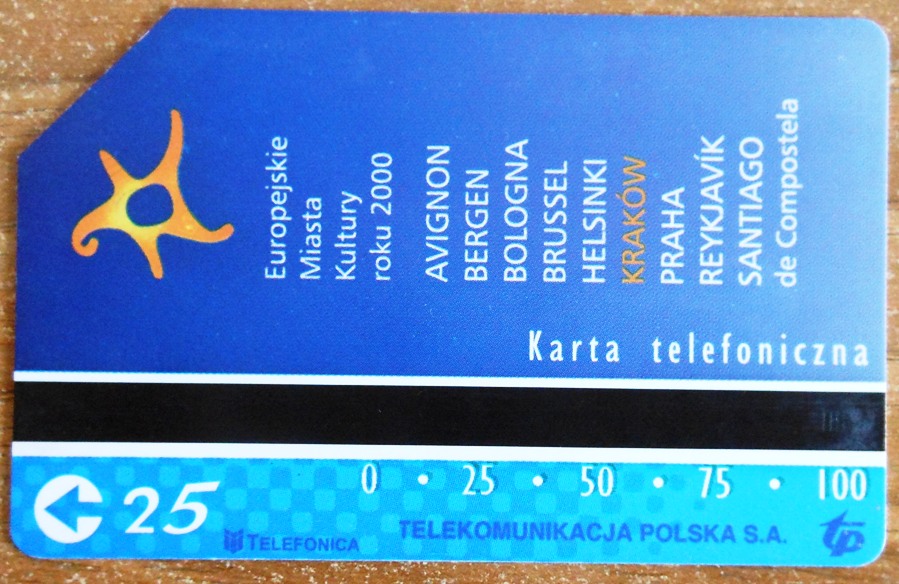 Europejskie
Miasta
Kultury
roku 2000
AVIGNON
BERGEN
BOLOGNA
BRUSSEL
HELSINKI
KRAKÓW
PRAHA
REYKJAVÍK
SANTIAGO
de Compostela
Karta telefoniczna
0 • 25 • 50 • 75 • 100
25
TELEFONICA
TELEKOMUNIKACJA POLSKA S.A.
tp